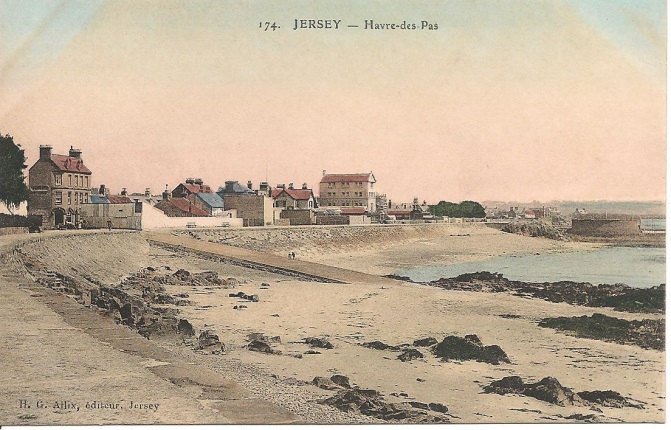 174. JERSEY — Havre-des-Pas
H. G. Allix, éditeur, Jersey